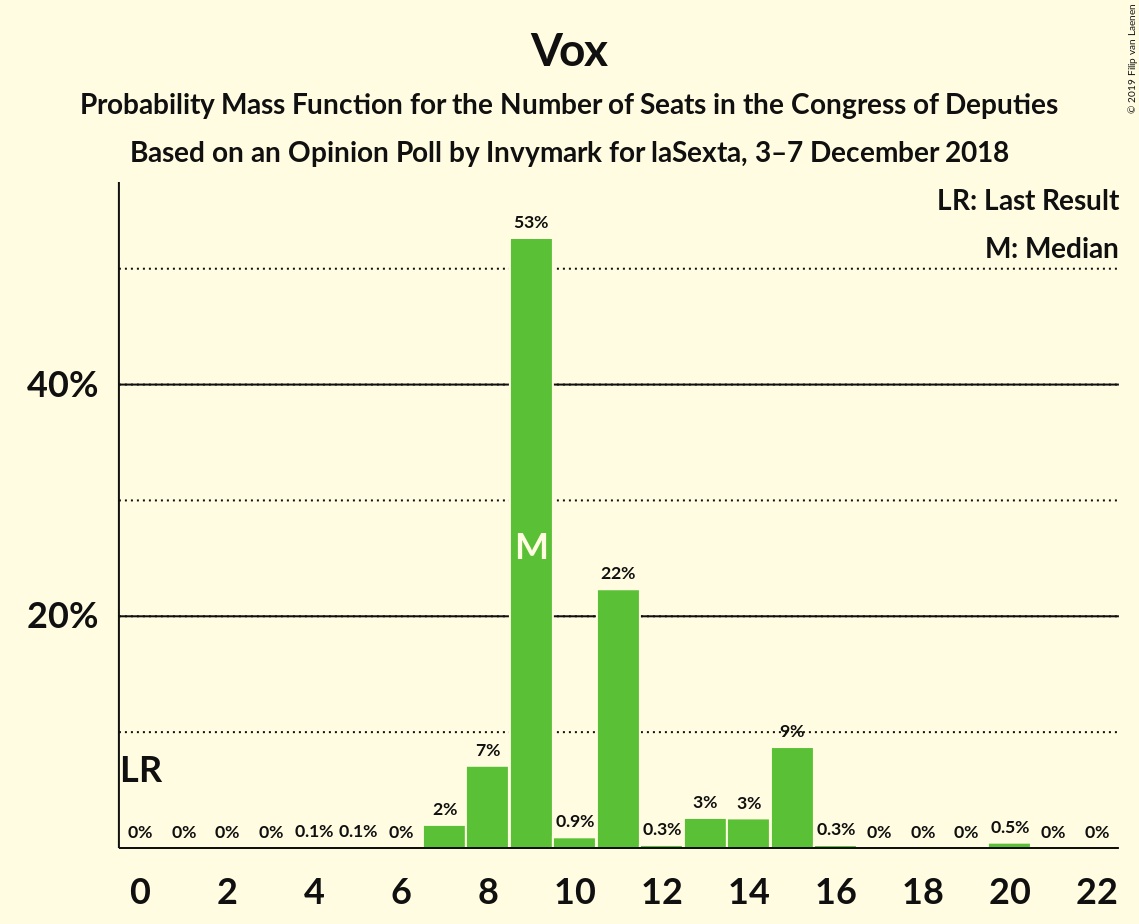 Vox
Probability Mass Function for the Number of Seats in the Congress of Deputies
Based on an Opinion Poll by Invymark for laSexta, 3–7 December 2018
© 2019 Filip van Laenen
LR: Last Result
M: Median
53%
40%
M
22%
20%
9%
7%
LR
2%
3%
3%
0% 0% 0% 0% 0.1% 0.1% 0% 0.9% 0.3% 0.3% 0% 0% 0% 0.5% 0% 0%
0 2 4 6 8 10 12 14 16 18 20 22